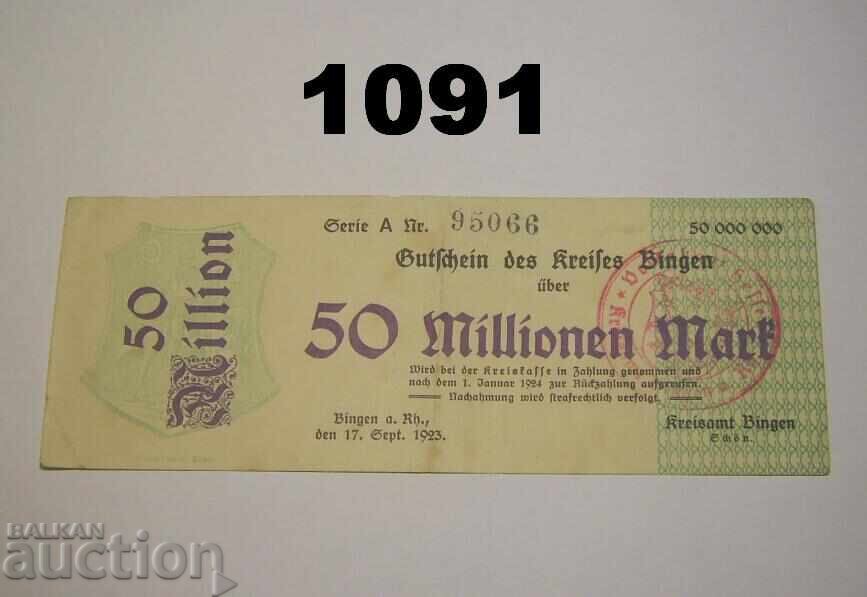 1091
Serie A Nr. 95066
50 000 000
Gutschein des Kreises Bingen
über
50 Millionen Mark
50 Million
Wird bei der Kreiskasse in Zahlung genommen und
nach dem 1. Januar 1924 zur Rückzahlung aufgerufen.
Nachahmung wird strafrechtlich verfolgt.
Bingen a. Rh.,
den 17. Sept. 1923.
Kreisamt Bingen
Schön.
BALKAN
auction